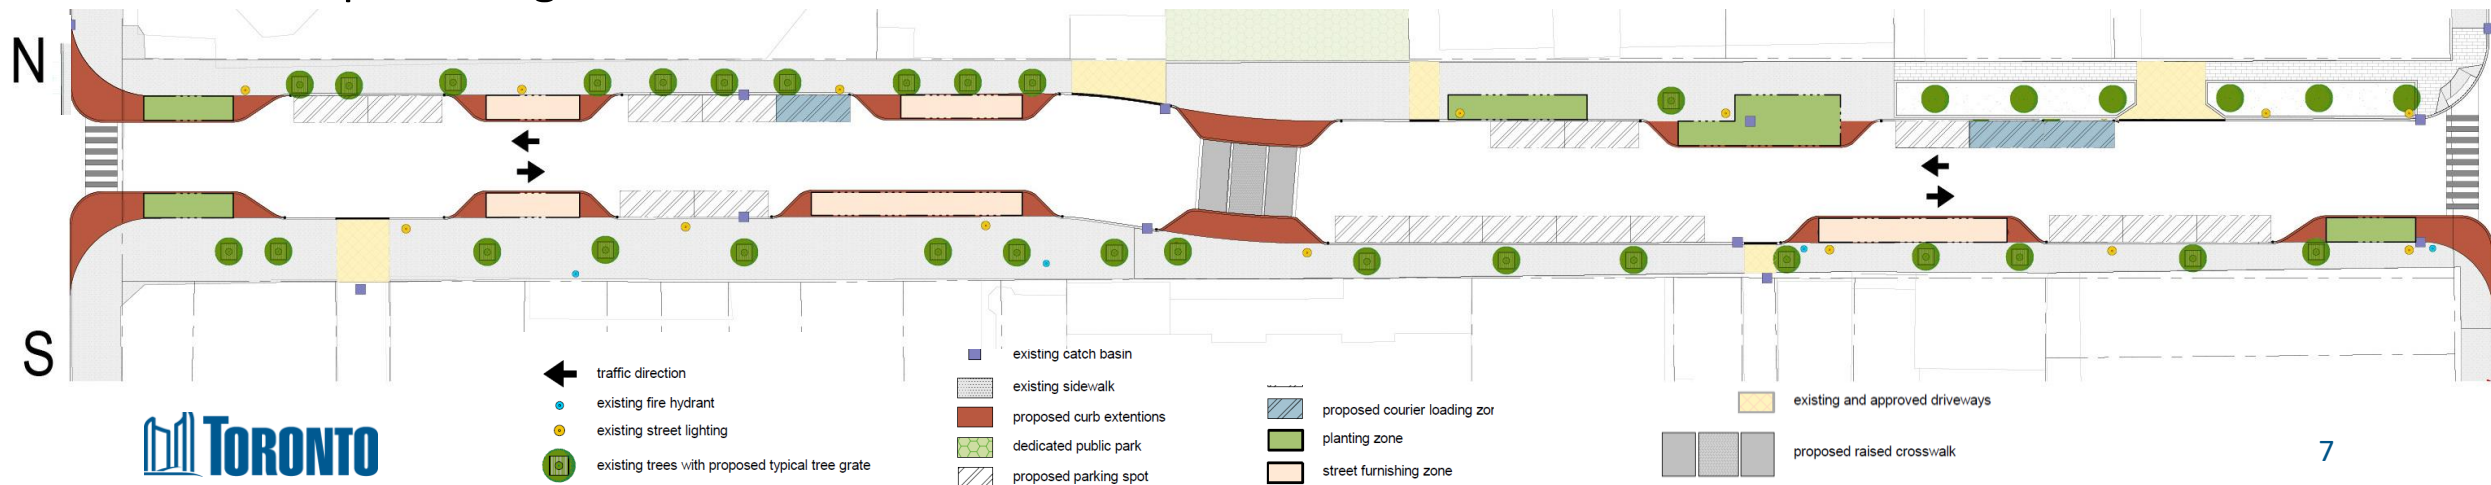 N
S
traffic direction
existing fire hydrant
existing street lighting
existing trees with proposed typical tree grate
existing catch basin
existing sidewalk
proposed curb extentions
dedicated public park
proposed parking spot
proposed courier loading zor
planting zone
street furnishing zone
existing and approved driveways
proposed raised crosswalk
TORONTO
7